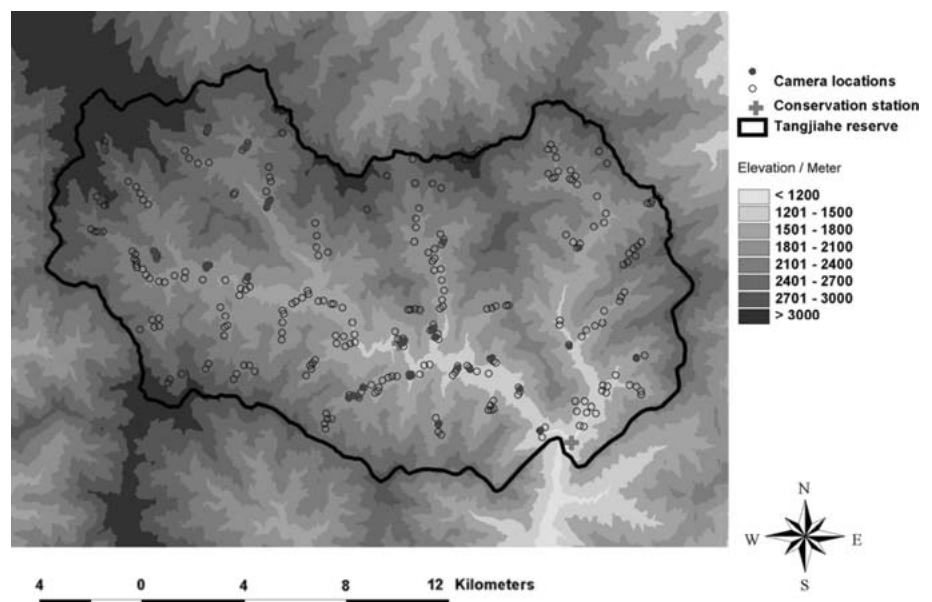 Camera locations
Conservation station
Tangjiahe reserve
Elevation / Meter
< 1200
1201 - 1500
1501 - 1800
1801 - 2100
2101 - 2400
2401 - 2700
2701 - 3000
> 3000
N
W E
S
4 0 4 8 12 Kilometers